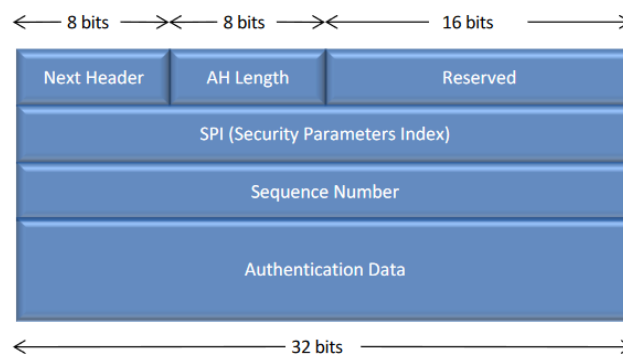 8 bits 8 bits 16 bits
Next Header AH Length Reserved
SPI (Security Parameters Index)
Sequence Number
Authentication Data
32 bits